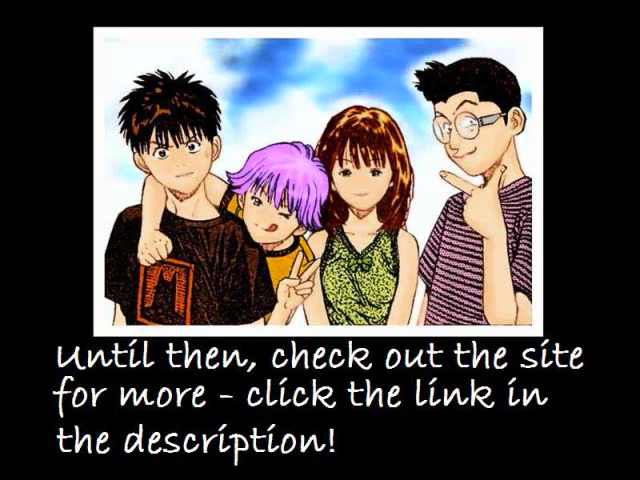 Until then, check out the site
for more - click the link in
the description!